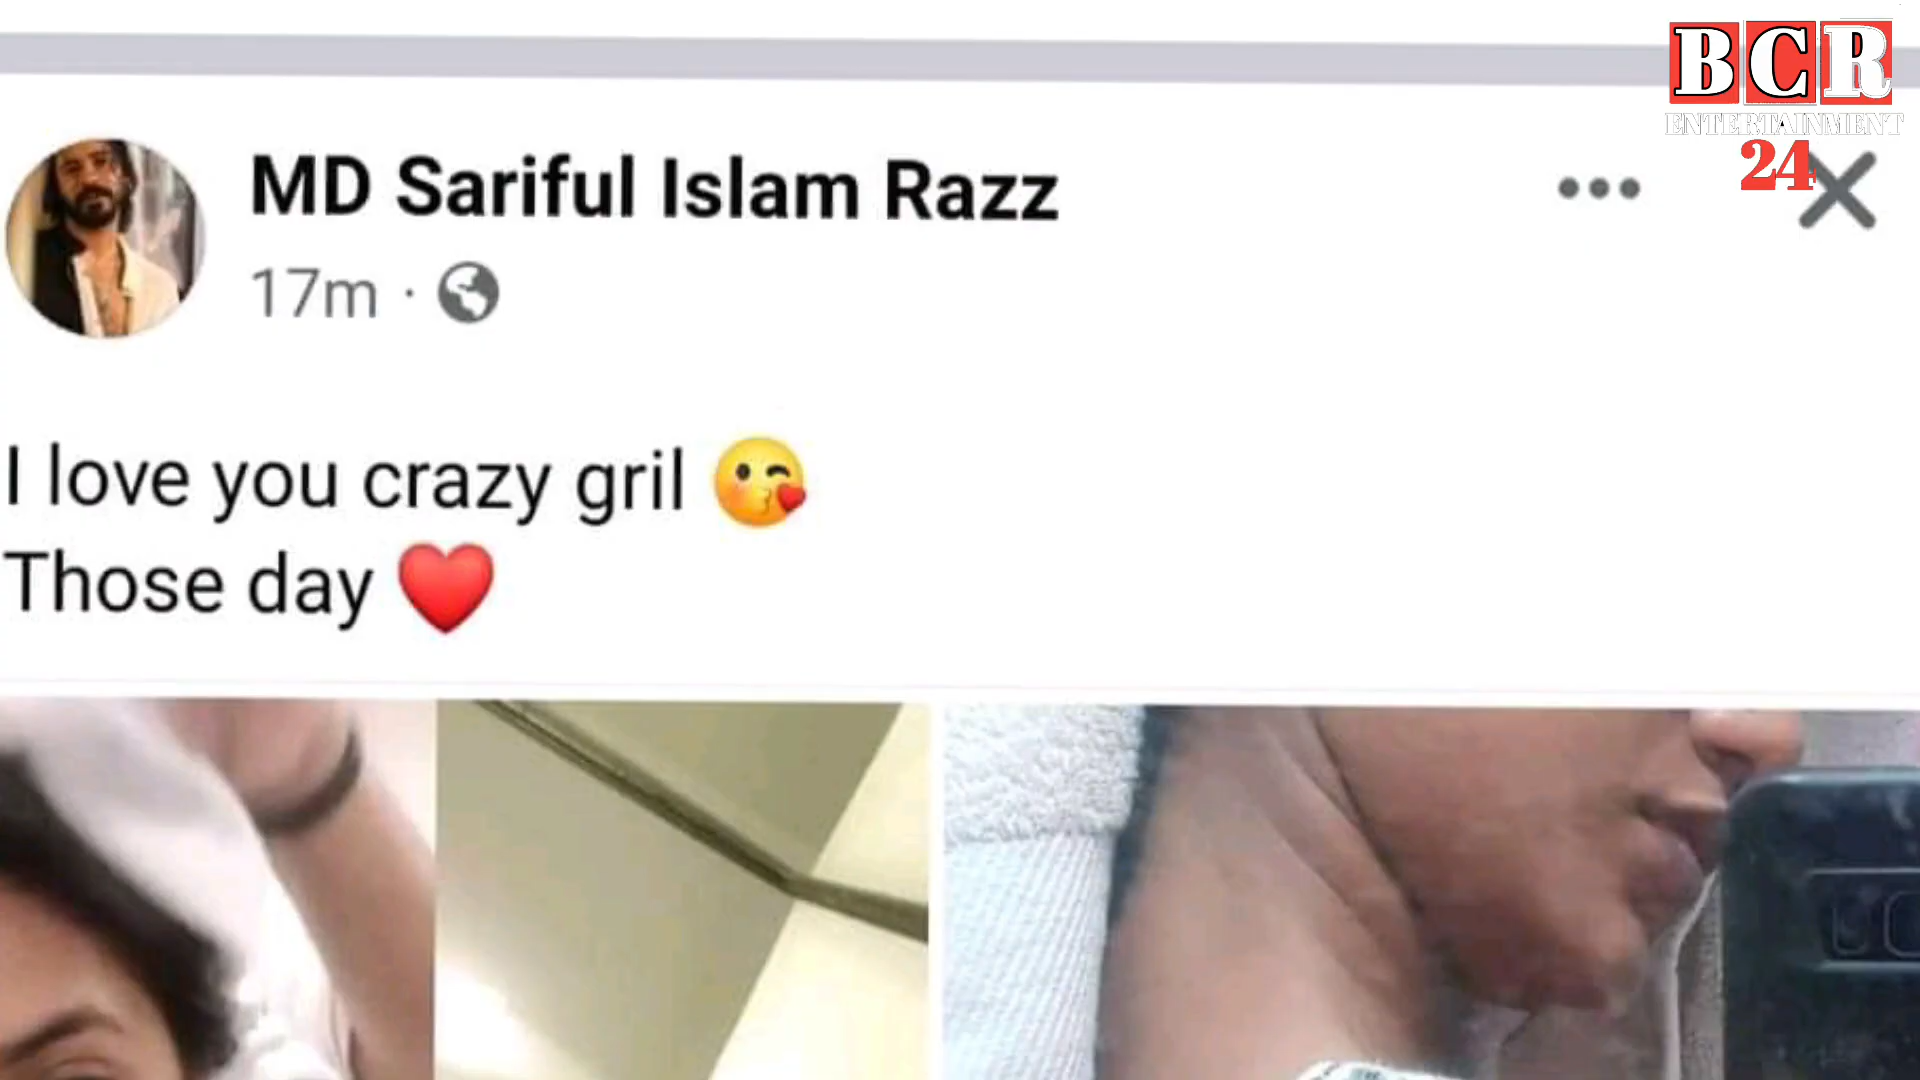 BCR
ENTERTAINMENT
24
MD Sariful Islam Razz
17m ·
I love you crazy gril 😘
Those day ❤️